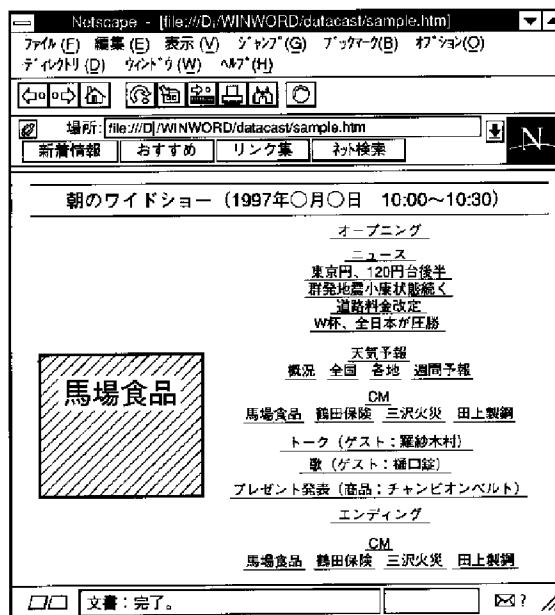 Netscape - [file:///D|/WINWORD/datacast/sample.htm]
ファイル(F) 編集(E) 表示(V) ジャンプ(G) ブックマーク(B) オプション(O)
ディレクトリ(D) ウィンドウ(W) ヘルプ(H)
場所: file:///D|/WINWORD/datacast/sample.htm
N
新着情報 おすすめ リンク集 ネット検索
朝のワイドショー（1997年○月○日 10:00～10:30）
オープニング
ニュース
東京円、120円台後半
群発地震小康状態続く
道路料金改定
W杯、全日本が圧勝
天気予報
概況 全国 各地 週間予報
馬場食品
CM
馬場食品 鶴田保険 三沢火災 田上製鋼
トーク（ゲスト：羅紗木村）
歌（ゲスト：樋口錠）
プレゼント発表（商品：チャンピオンベルト）
エンディング
CM
馬場食品 鶴田保険 三沢火災 田上製鋼
文書：完了。
?